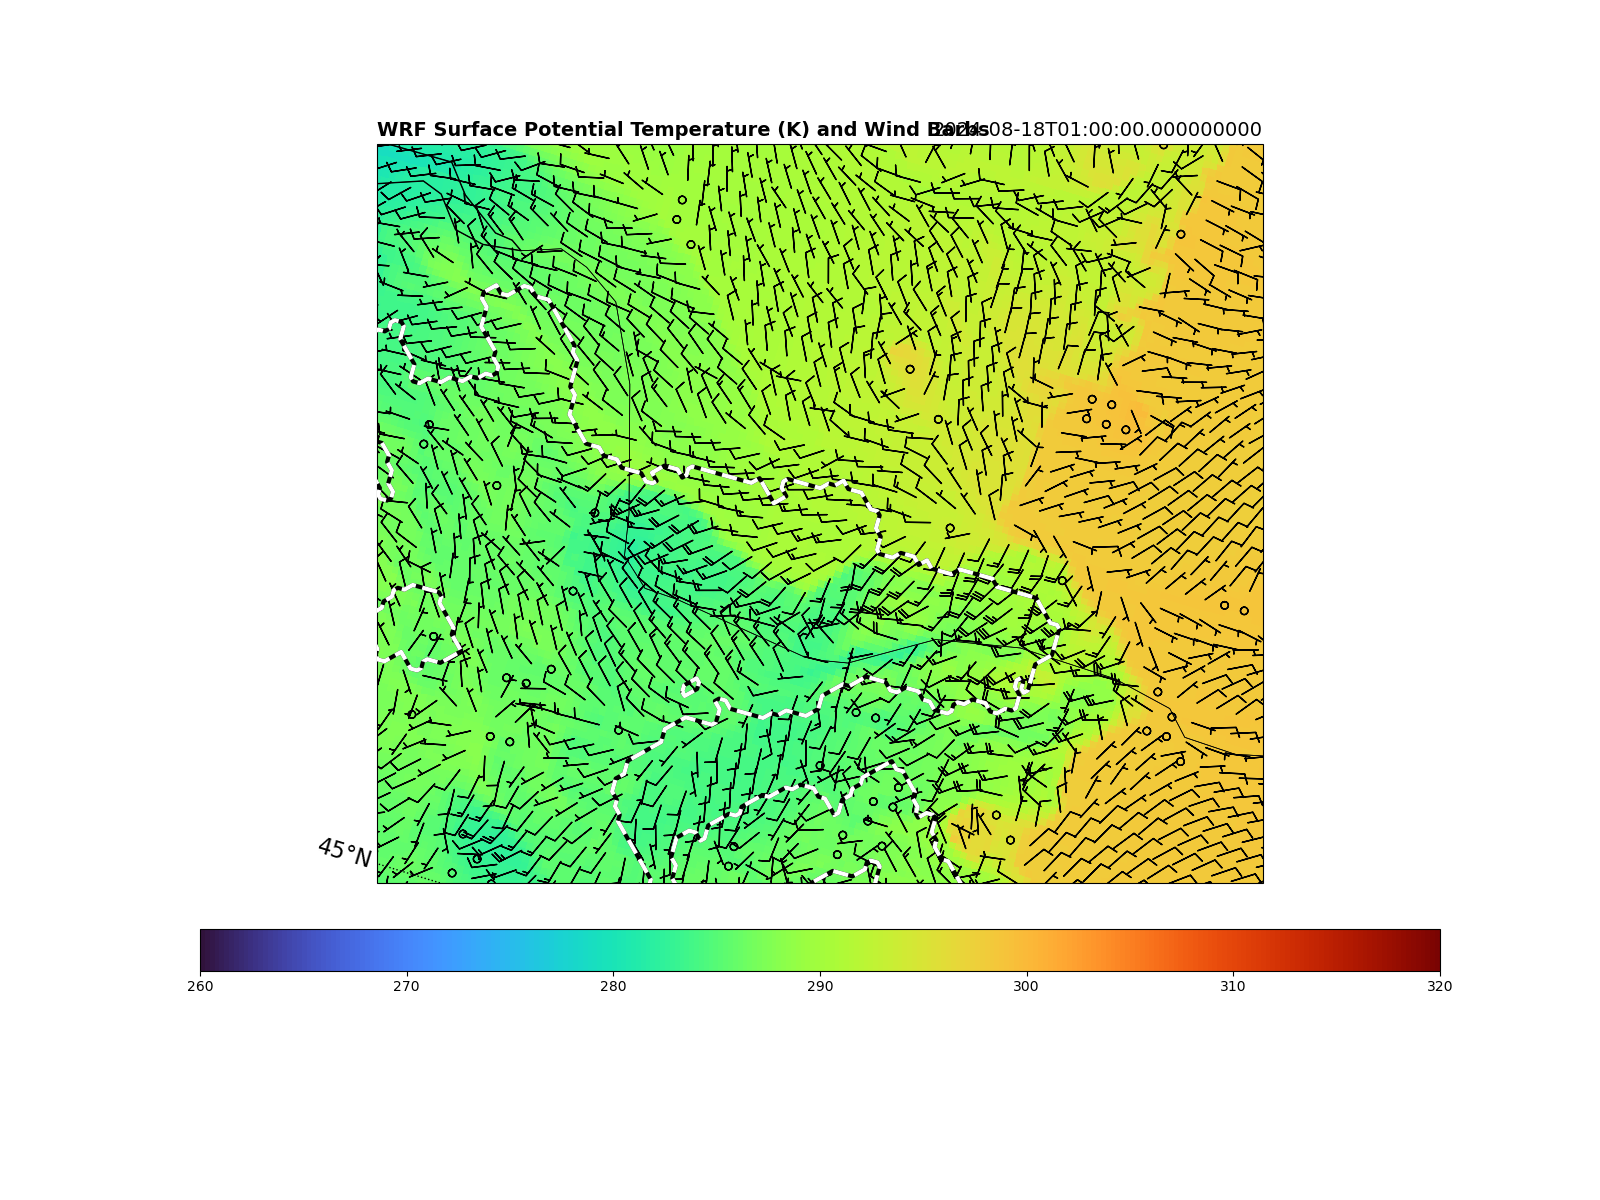 WRF Surface Potential Temperature (K) and Wind Barbs
2024-08-18T01:00:00.000000000
45°N
260 270 280 290 300 310 320